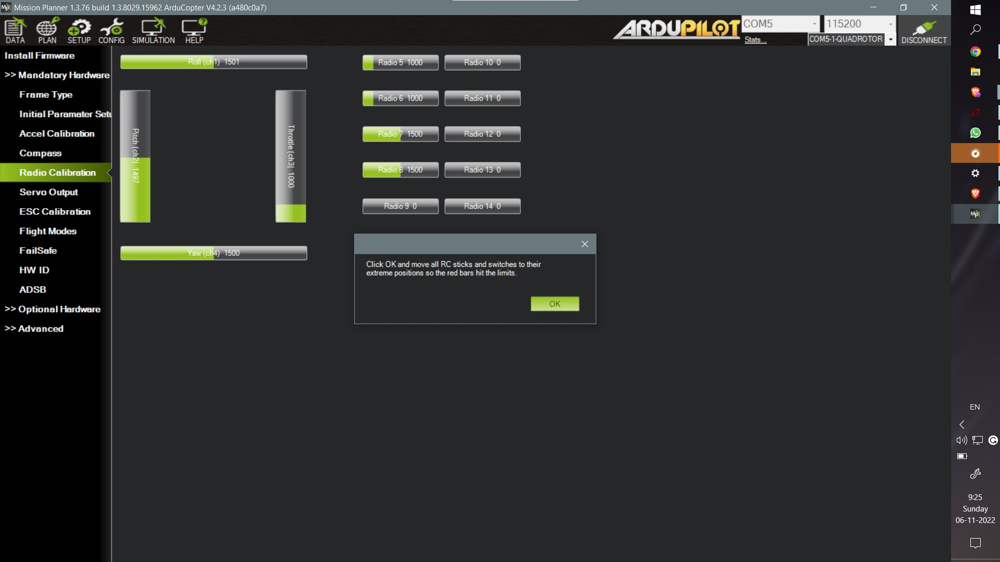 Mission Planner 1.3.76 build 1.3.8029.15962 ArduCopter V4.2.3 (a480c0a7)
DATA PLAN SETUP CONFIG SIMULATION HELP
ARDUPILOT
COM5 115200
Stats... COM5-1-QUADROTOR DISCONNECT
Install Firmware
>> Mandatory Hardware
Frame Type
Initial Paramater Setu
Accel Calibration
Compass
Radio Calibration
Servo Output
ESC Calibration
Flight Modes
FailSafe
HW ID
ADSB
>> Optional Hardware
>> Advanced
Roll (ch1) 1501
Pitch (ch2| 1497
Throttle (ch3| 1000
Yaw (ch4) 1500
Radio 5 1000 Radio 10 0
Radio 6 1000 Radio 11 0
Radio 7 1500 Radio 12 0
Radio 8 1500 Radio 13 0
Radio 9 0 Radio 14 0
Click OK and move all RC sticks and switches to their
extreme positions so the red bars hit the limits.
OK
Mp
EN
9:25
Sunday
06-11-2022